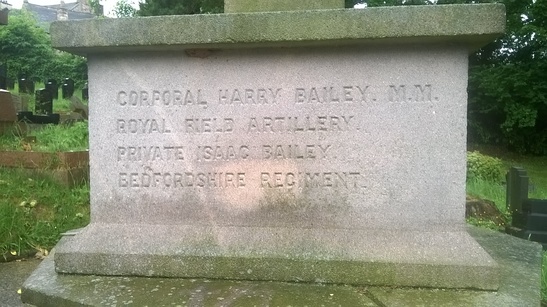 CORPORAL HARRY BAILEY. M.M.
ROYAL FIELD ARTILLERY.
PRIVATE ISAAC BAILEY.
BEDFORDSHIRE REGIMENT.